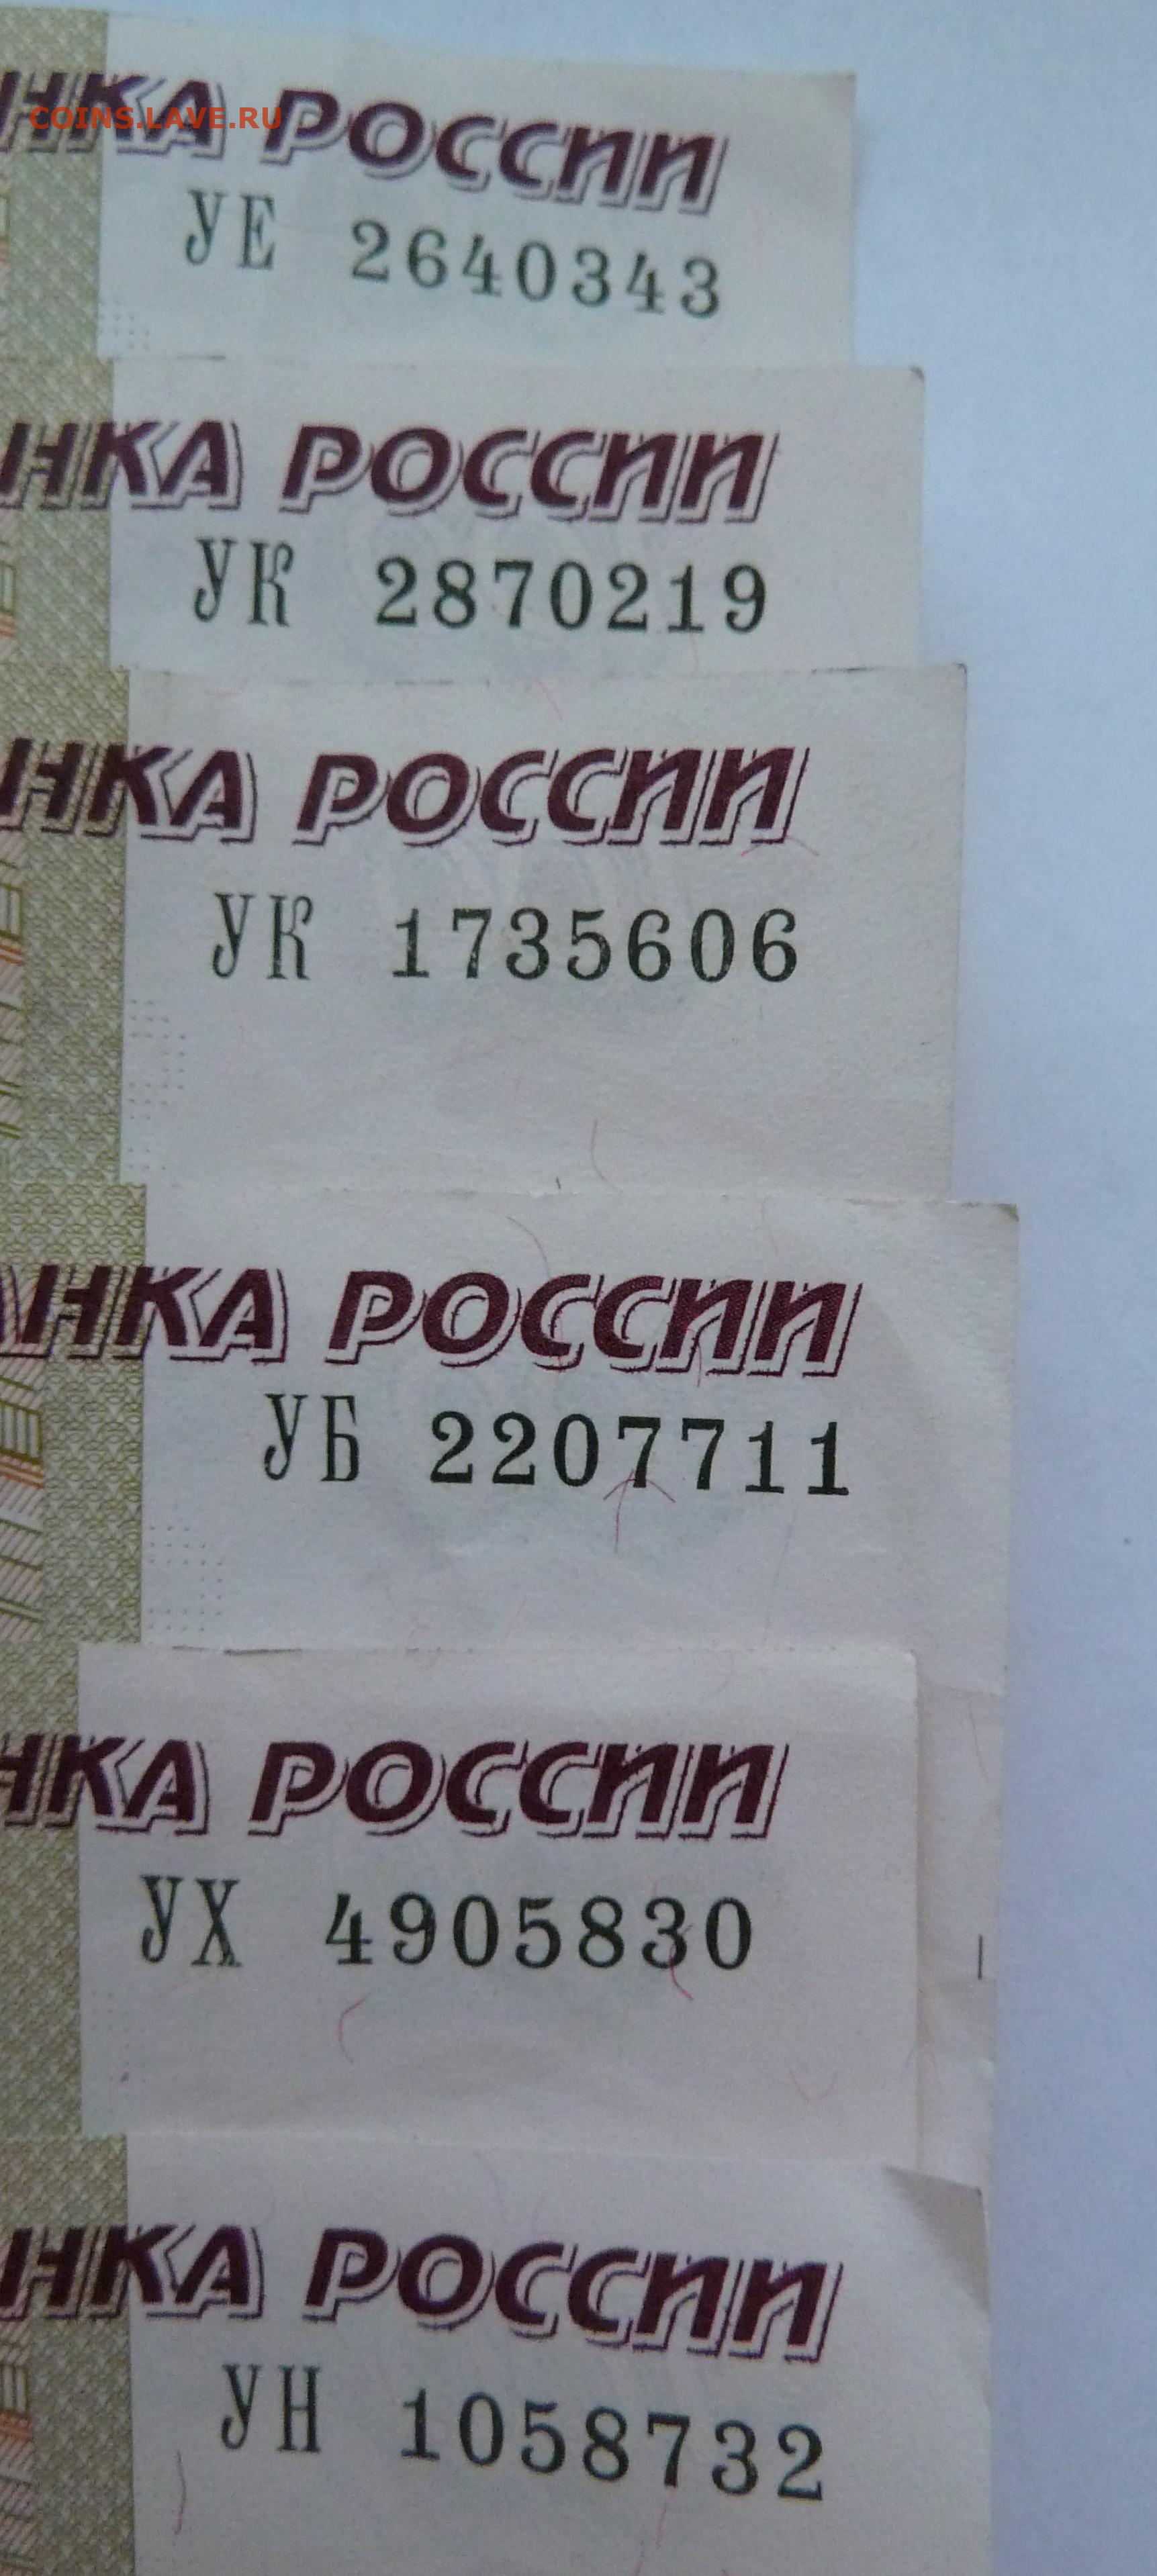 НКА РОССИИ
COINS.LAVE.RU
УЕ 2640343
НКА РОССИИ
УК 2870219
НКА РОССИИ
УК 1735606
АНКА РОССИИ
УБ 2207711
НКА РОССИИ
УХ 4905830
НКА РОССИИ
УН 1058732